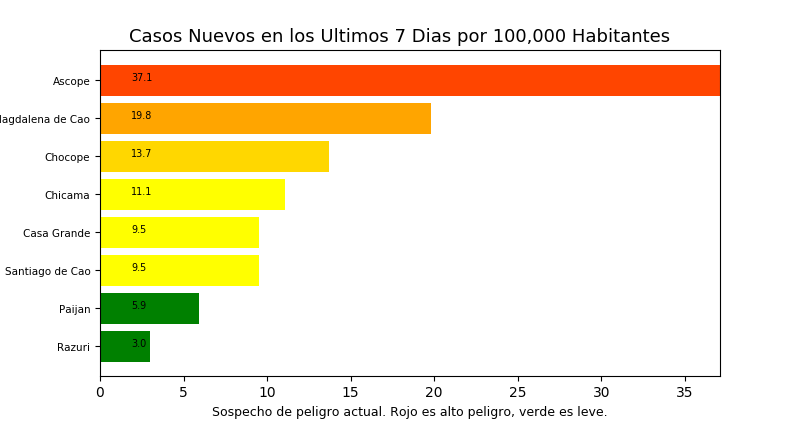 Casos Nuevos en los Ultimos 7 Dias por 100,000 Habitantes
Ascope 37.1
agdalena de Cao 19.8
Chocope 13.7
Chicama 11.1
Casa Grande 9.5
Santiago de Cao 9.5
Paijan 5.9
Razuri 3.0
0 5 10 15 20 25 30 35
Sospecho de peligro actual. Rojo es alto peligro, verde es leve.